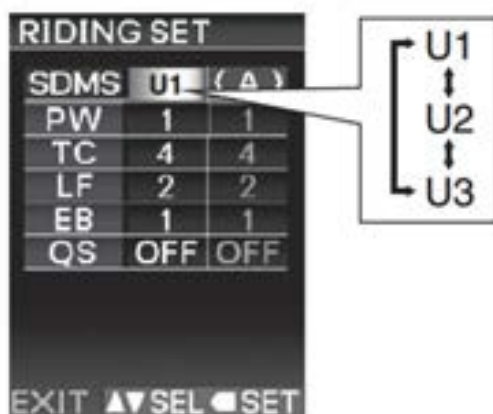 RIDING SET
SDMS U1 ( A )
PW 1 1
TC 4 4
LF 2 2
EB 1 1
QS OFF OFF
EXIT ▲▼SEL ◀SET
U1
U2
U3